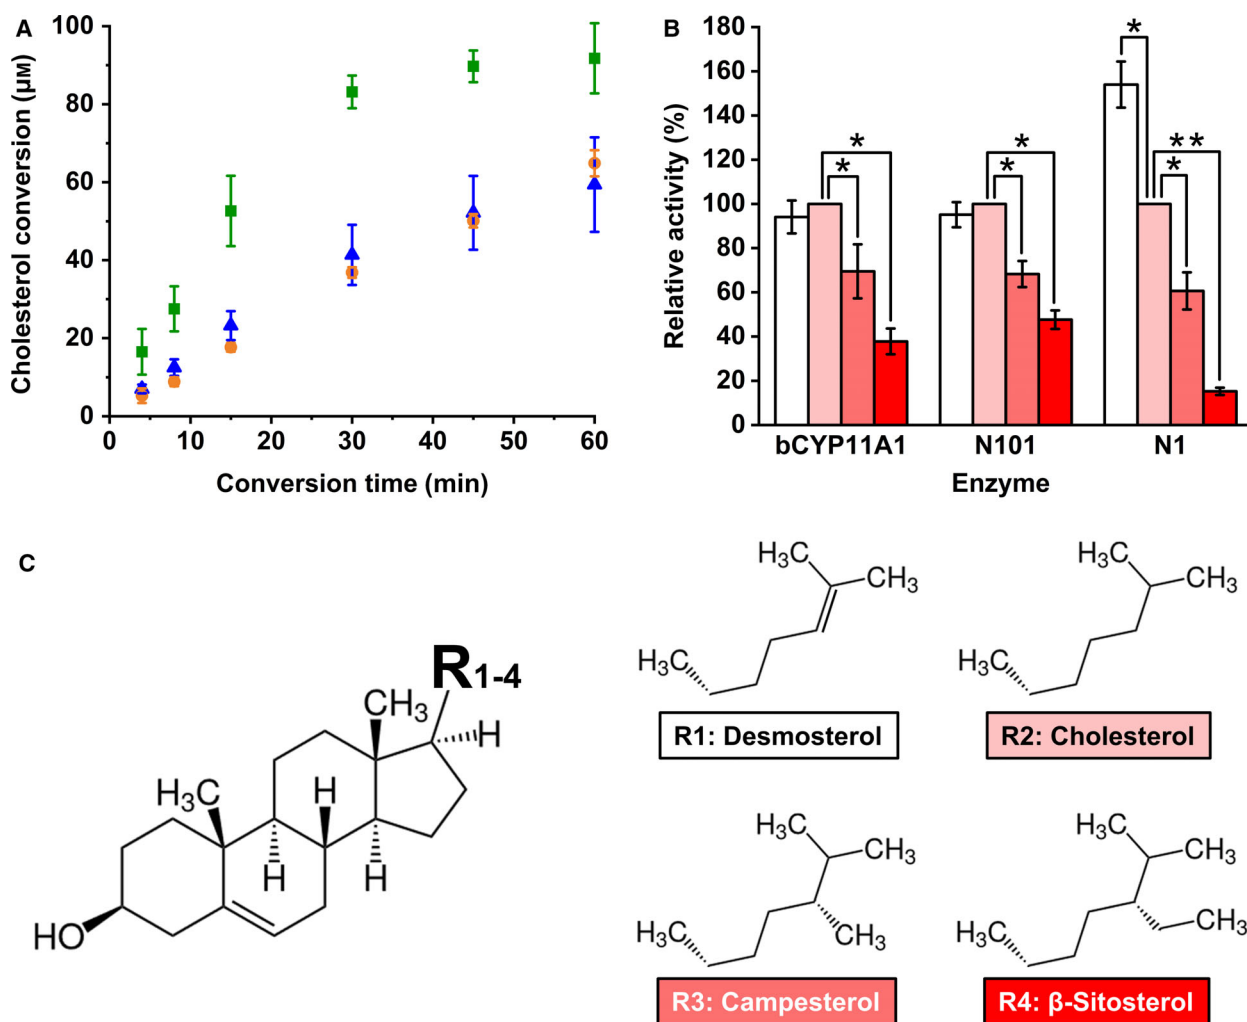 A
Cholesterol conversion (µM)
100
80
60
40
20
0
0 10 20 30 40 50 60
Conversion time (min)
B
Relative activity (%)
180
160
140
120
100
80
60
40
20
0
*
* *
* *
* *
*
bCYP11A1 N101 N1
Enzyme
C
R1-4
CH3
H
H3C
H
H
H
HO
H3C
CH3
H3C
R1: Desmosterol
H3C
CH3
H3C
R2: Cholesterol
H3C
CH3
H3C
CH3
R3: Campesterol
H3C
CH3
H3C
CH3
R4: β-Sitosterol